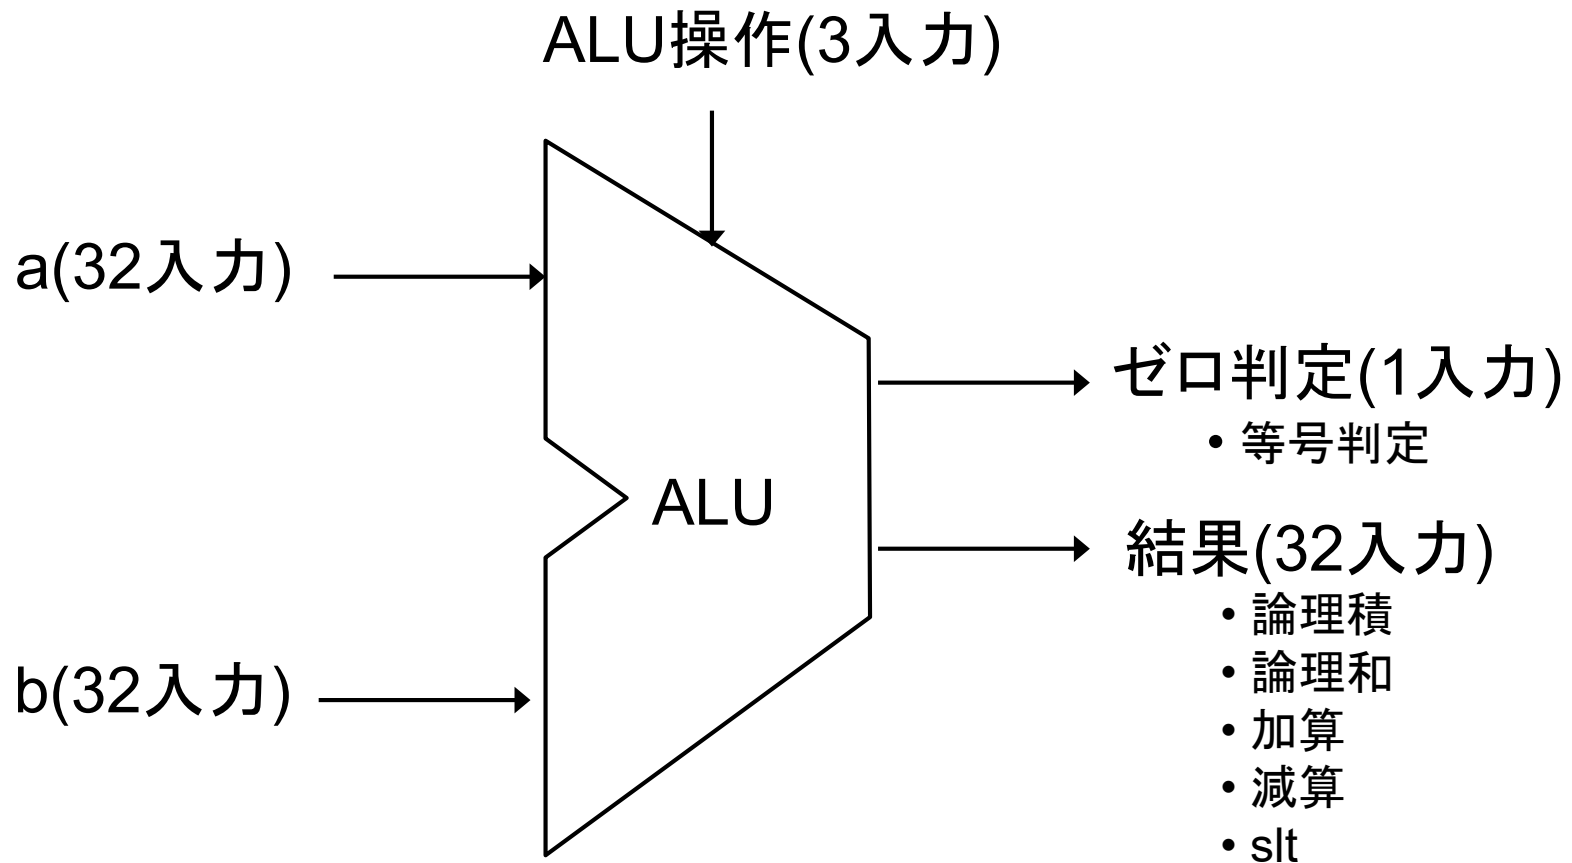 ALU操作(3入力)
a(32入力)
ゼロ判定(1入力)
• 等号判定
ALU
結果(32入力)
• 論理積
• 論理和
b(32入力)
• 加算
• 減算
• slt